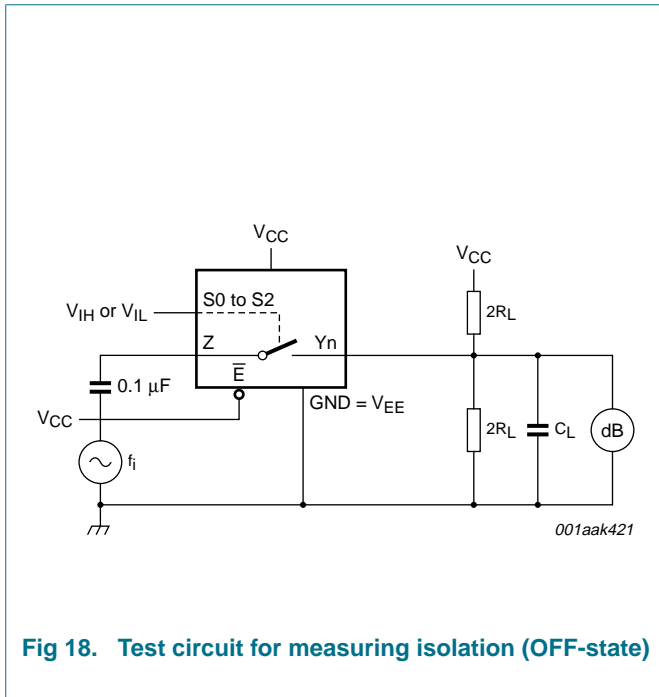 VCC
VCC
VIH or VIL
S0 to S2
2RL
Z
Yn
E
0.1 μF
GND = VEE
VCC
2RL
CL
dB
fi
001aak421
Fig 18. Test circuit for measuring isolation (OFF-state)